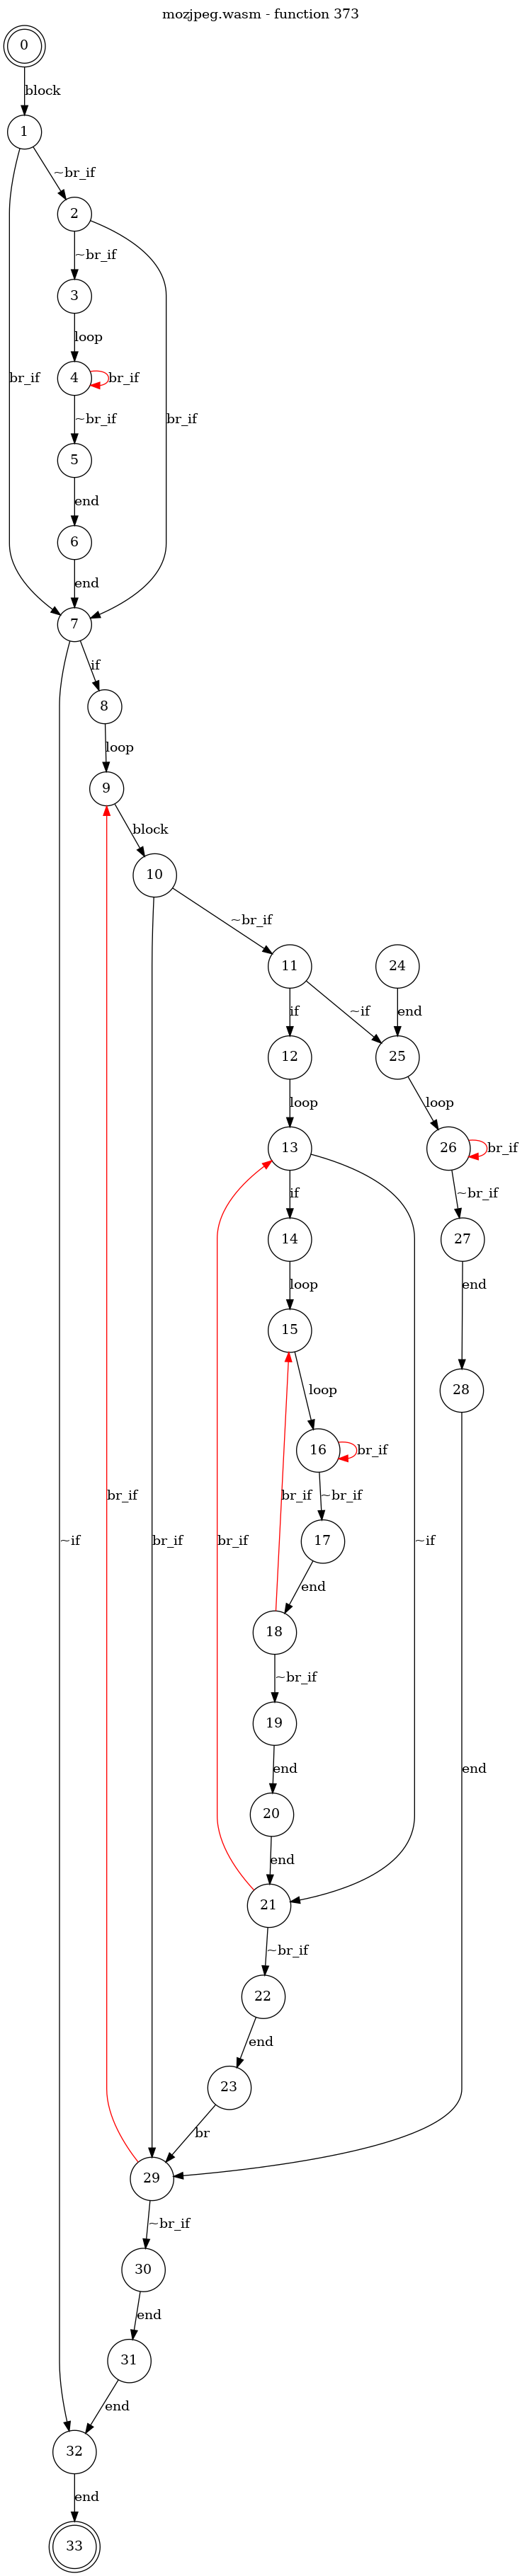 mozjpeg.wasm - function 373
0
block
1
~br_if
2
~br_if
3
loop
br_if
4
br_if
br_if
~br_if
5
end
6
end
7
if
8
loop
9
block
10
~br_if
11
24
if
~if
end
12
25
loop
loop
13
26
br_if
if
~br_if
14
27
loop
end
15
loop
28
16
br_if
br_if
br_if
~br_if
~if
br_if
br_if
17
~if
end
18
~br_if
19
end
end
20
end
21
~br_if
22
end
23
br
29
~br_if
30
end
31
end
32
end
33